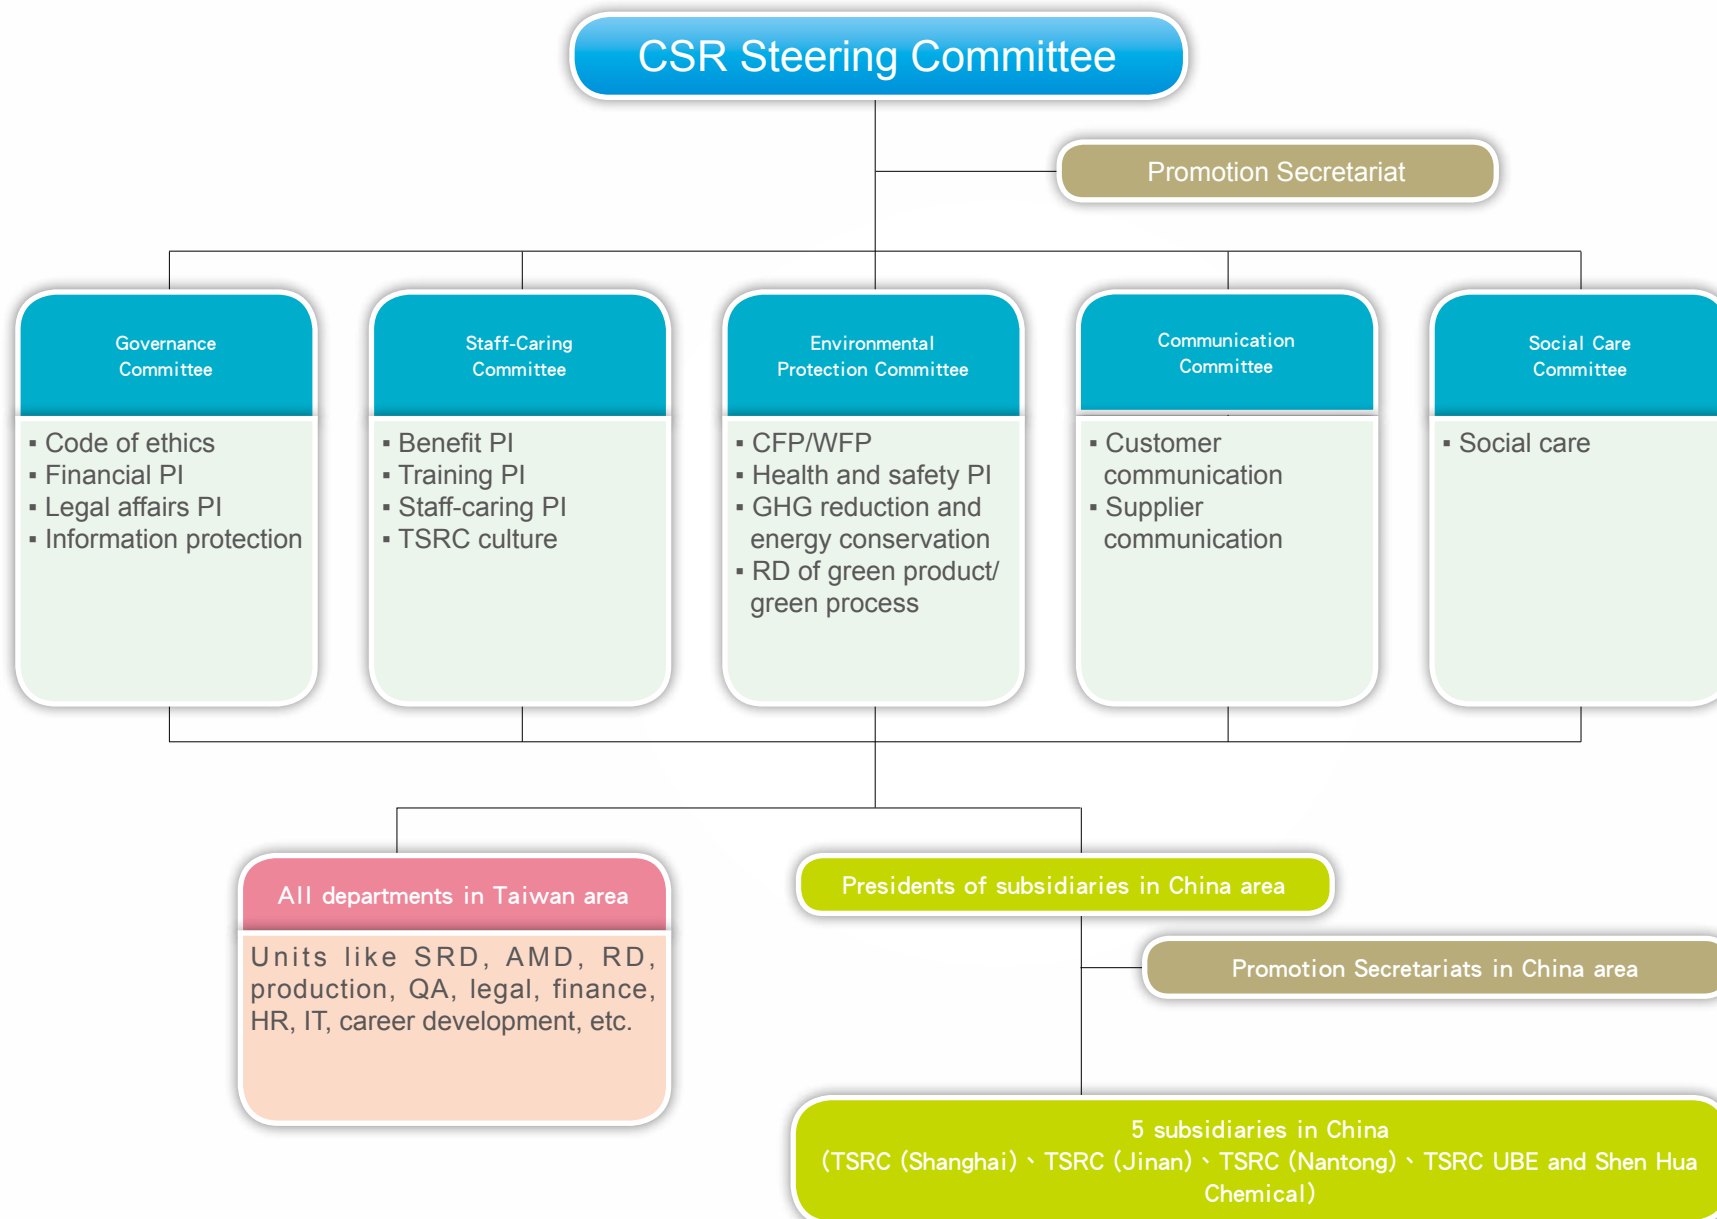 CSR Steering Committee
Promotion Secretariat
Governance
Committee
▪ Code of ethics
▪ Financial PI
▪ Legal affairs PI
▪ Information protection
Staff-Caring
Committee
▪ Benefit PI
▪ Training PI
▪ Staff-caring PI
▪ TSRC culture
Environmental
Protection Committee
▪ CFP/WFP
▪ Health and safety PI
▪ GHG reduction and
energy conservation
▪ RD of green product/
green process
Communication
Committee
▪ Customer
communication
▪ Supplier
communication
Social Care
Committee
▪ Social care
All departments in Taiwan area
Units like SRD, AMD, RD,
production, QA, legal, finance,
HR, IT, career development, etc.
Presidents of subsidiaries in China area
Promotion Secretariats in China area
5 subsidiaries in China
(TSRC (Shanghai)、TSRC (Jinan)、TSRC (Nantong)、TSRC UBE and Shen Hua
Chemical)